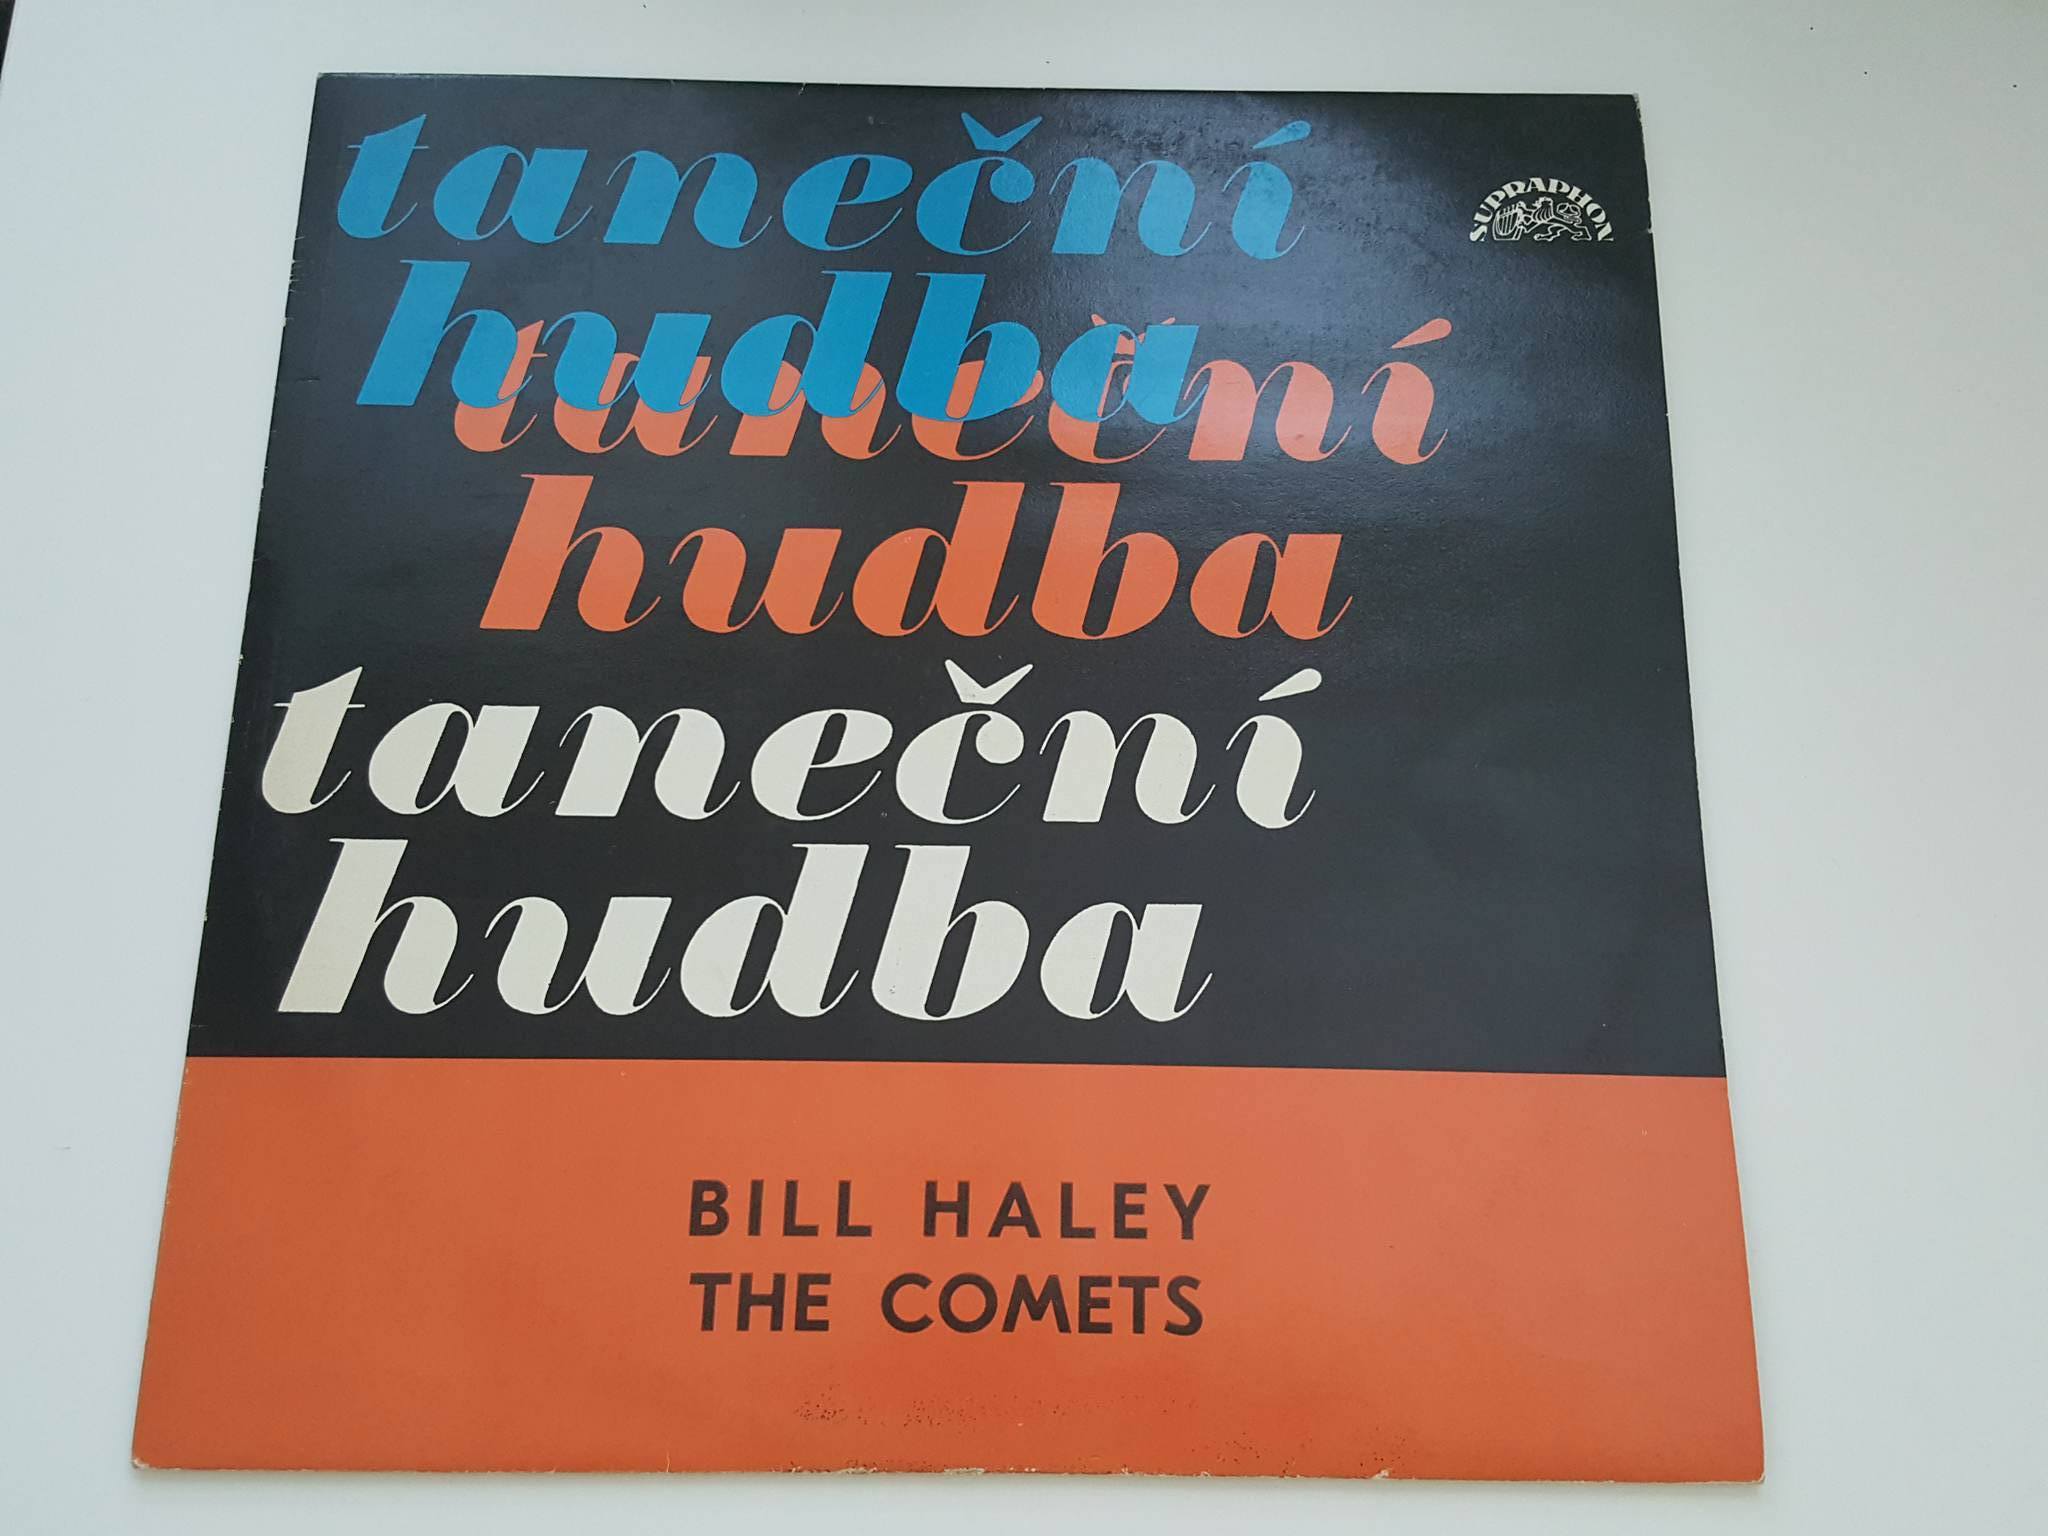 taneční
SUPRAPHON
hudba
taneční
hudba
taneční
hudba
BILL HALEY
THE COMETS